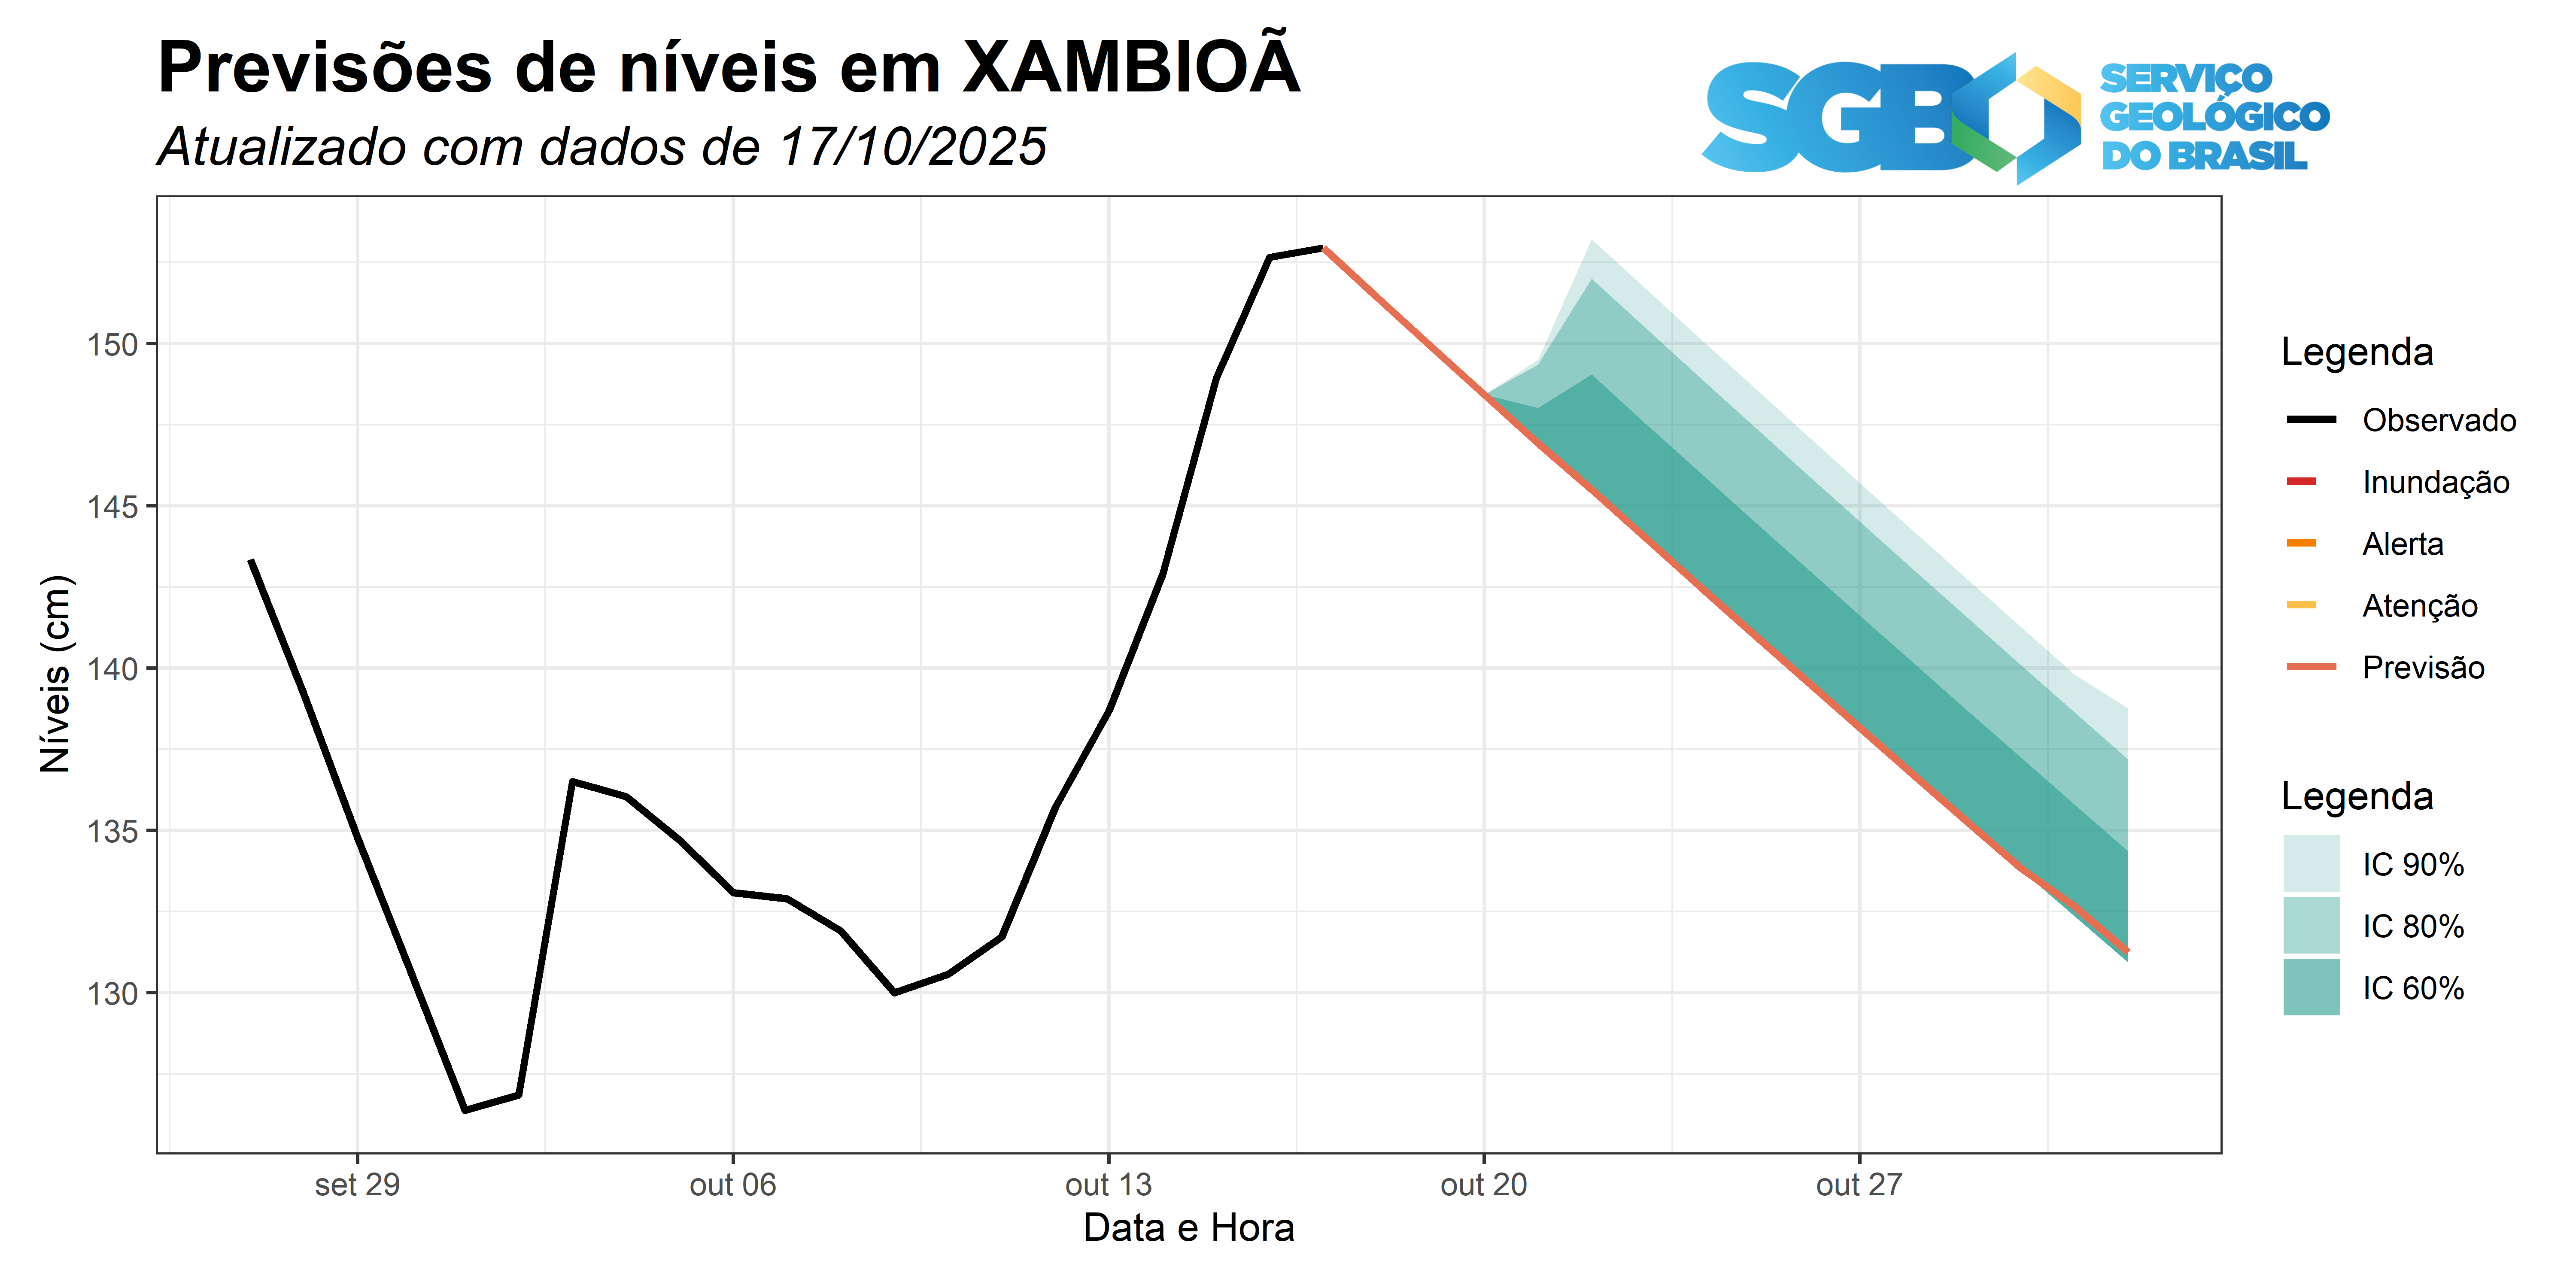 Previsões de níveis em XAMBIOÃ
Atualizado com dados de 17/10/2025
SGB
SERVIÇO
GEOLÓGICO
DO BRASIL
Níveis (cm)
150
145
140
135
130
set 29
out 06
out 13
out 20
out 27
Data e Hora
Legenda
Observado
Inundação
Alerta
Atenção
Previsão
Legenda
IC 90%
IC 80%
IC 60%